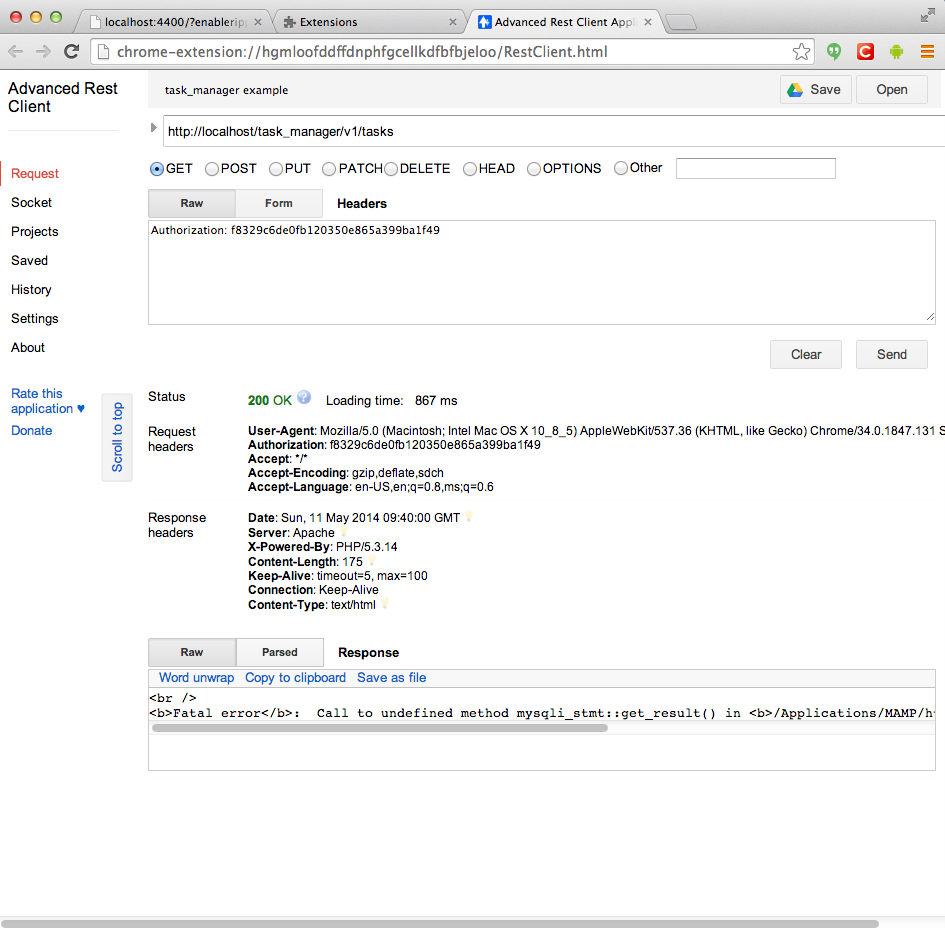 localhost:4400/?enableripp
Extensions
Advanced Rest Client Appli
chrome-extension://hgmloofddffdnphfgcellkdfbfbjeloo/RestClient.html
Advanced Rest Client
task_manager example
Save
Open
http://localhost/task_manager/v1/tasks
GET POST PUT PATCH DELETE HEAD OPTIONS Other
Request
Socket
Projects
Saved
History
Settings
About
Rate this
application ♥
Donate
Scroll to top
Raw Form Headers
Authorization: f8329c6de0fb120350e865a399ba1f49
Clear Send
Status
200 OK ? Loading time: 867 ms
Request headers
User-Agent: Mozilla/5.0 (Macintosh; Intel Mac OS X 10_8_5) AppleWebKit/537.36 (KHTML, like Gecko) Chrome/34.0.1847.131 S
Authorization: f8329c6de0fb120350e865a399ba1f49
Accept: */*
Accept-Encoding: gzip,deflate,sdch
Accept-Language: en-US,en;q=0.8,ms;q=0.6
Response headers
Date: Sun, 11 May 2014 09:40:00 GMT
Server: Apache
X-Powered-By: PHP/5.3.14
Content-Length: 175
Keep-Alive: timeout=5, max=100
Connection: Keep-Alive
Content-Type: text/html
Raw Parsed Response
Word unwrap Copy to clipboard Save as file
<br />
<b>Fatal error</b>:  Call to undefined method mysqli_stmt::get_result() in <b>/Applications/MAMP/h